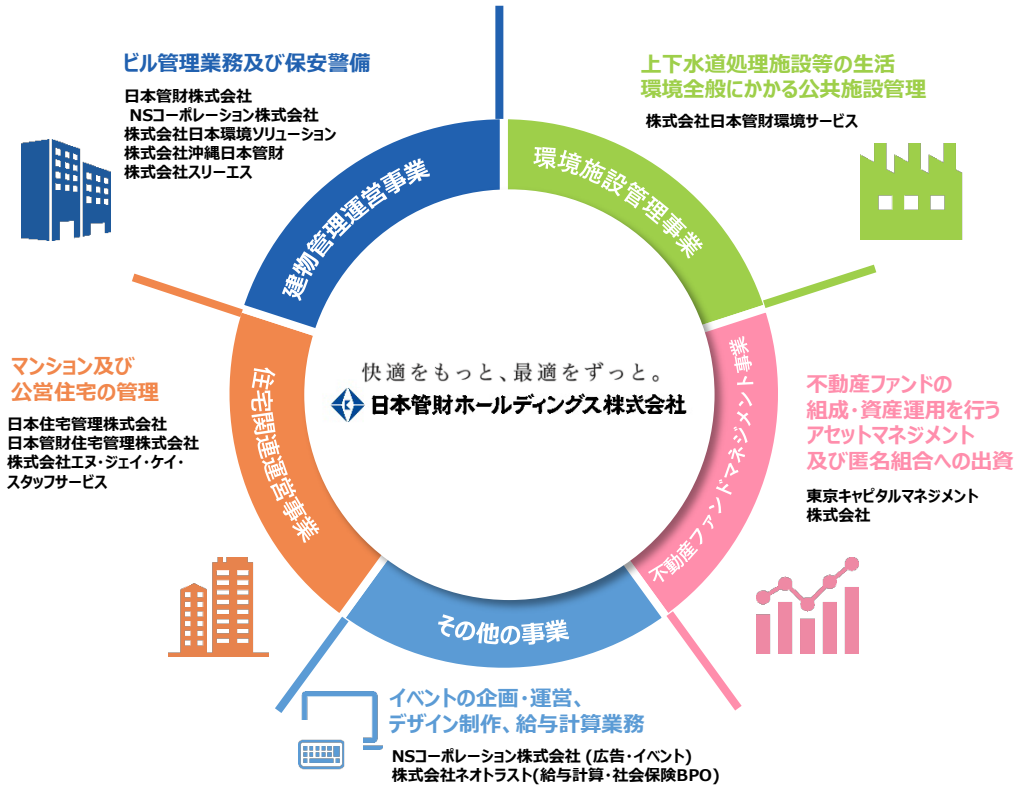 ビル管理業務及び保安警備
日本管財株式会社
NSコーポレーション株式会社
株式会社日本環境ソリューション
株式会社沖縄日本管財
株式会社スリーエス
建物管理運営事業
上下水道処理施設等の生活
環境全般にかかる公共施設管理
株式会社日本管財環境サービス
環境施設管理事業
マンション及び
公営住宅の管理
日本住宅管理株式会社
日本管財住宅管理株式会社
株式会社エヌ・ジェイ・ケイ・
スタッフサービス
住宅関連運営事業
快適をもっと、最適をずっと。
日本管財ホールディングス株式会社
不動産ファンドマネジメント事業
不動産ファンドの
組成・資産運用を行う
アセットマネジメント
及び匿名組合への出資
東京キャピタルマネジメント
株式会社
その他の事業
イベントの企画・運営、
デザイン制作、給与計算業務
NSコーポレーション株式会社 (広告・イベント)
株式会社ネオトラスト(給与計算・社会保険BPO)